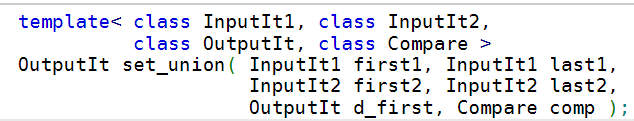 template< class InputIt1, class InputIt2,
class OutputIt, class Compare >
OutputIt set_union( InputIt1 first1, InputIt1 last1,
InputIt2 first2, InputIt2 last2,
OutputIt d_first, Compare comp );